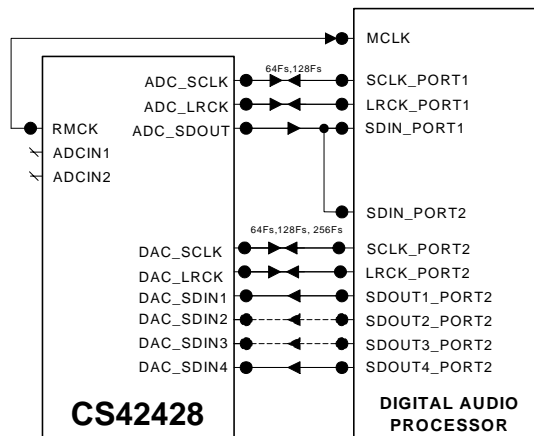 MCLK
64Fs,128Fs
ADC_SCLK
SCLK_PORT1
ADC_LRCK
LRCK_PORT1
RMCK
ADC_SDOUT
SDIN_PORT1
ADCIN1
ADCIN2
SDIN_PORT2
64Fs,128Fs, 256Fs
DAC_SCLK
SCLK_PORT2
DAC_LRCK
LRCK_PORT2
DAC_SDIN1
SDOUT1_PORT2
DAC_SDIN2
SDOUT2_PORT2
DAC_SDIN3
SDOUT3_PORT2
DAC_SDIN4
SDOUT4_PORT2
CS42428
DIGITAL AUDIO
PROCESSOR